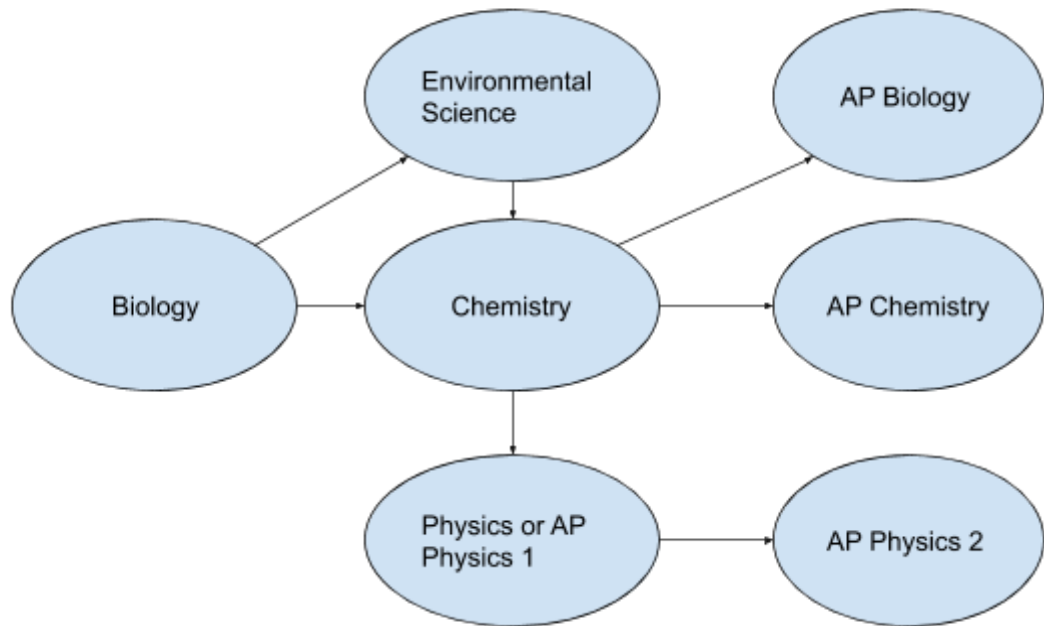 Environmental
Science
AP Biology
Biology
Chemistry
AP Chemistry
Physics or AP
Physics 1
AP Physics 2